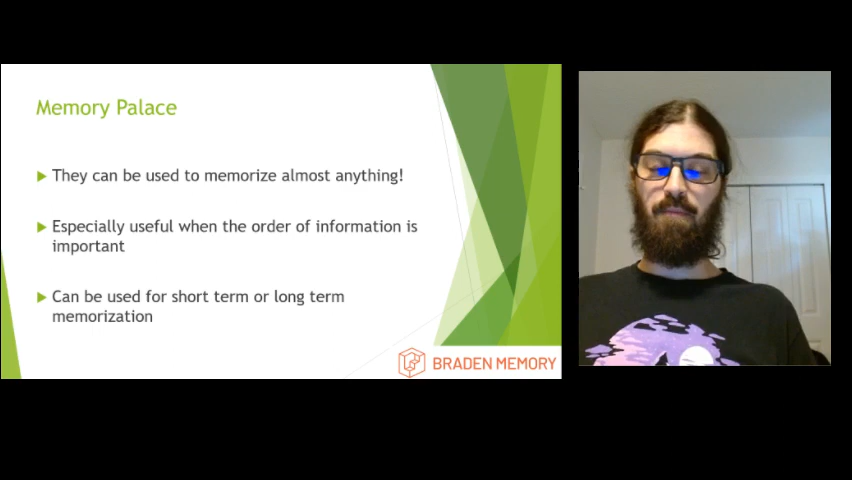 Memory Palace
They can be used to memorize almost anything!
Especially useful when the order of information is
important
Can be used for short term or long term
memorization
BRADEN MEMORY